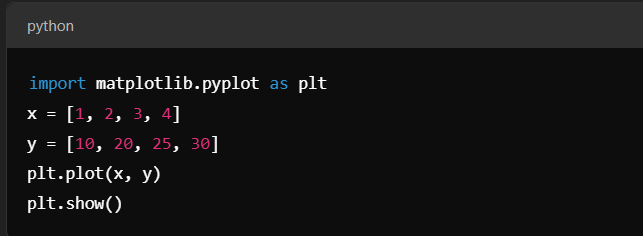 python
import matplotlib.pyplot as plt
x = [1, 2, 3, 4]
y = [10, 20, 25, 30]
plt.plot(x, y)
plt.show()